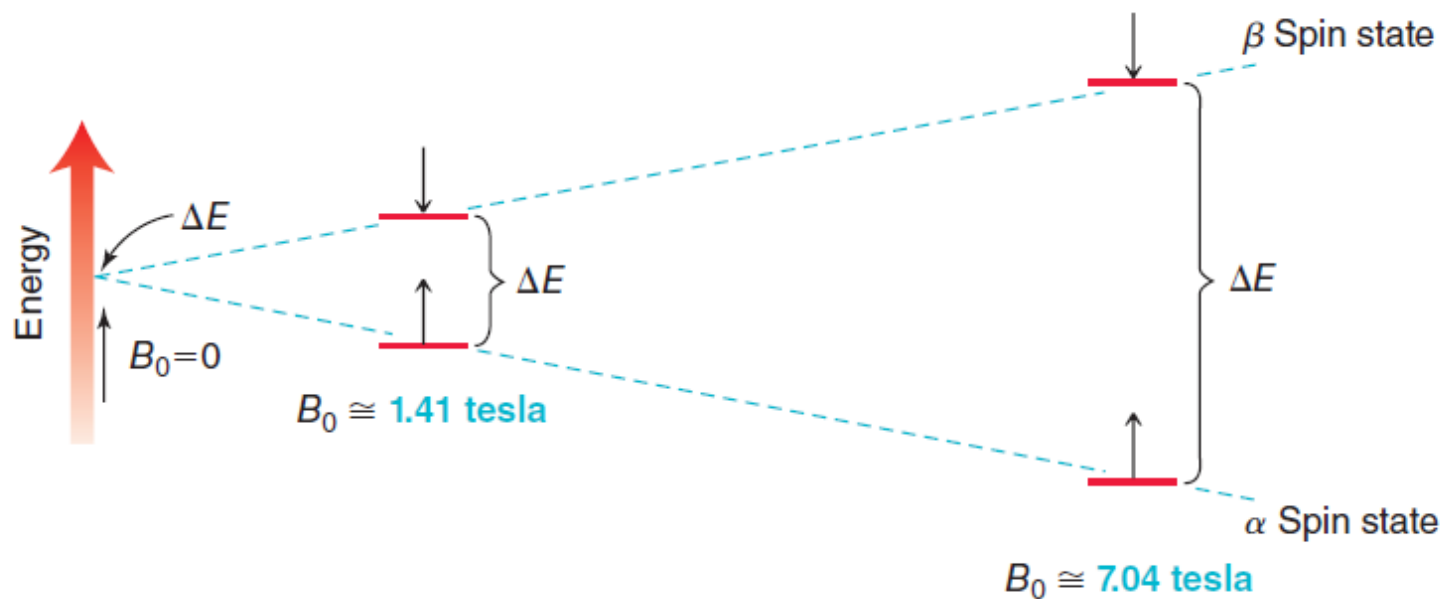 β Spin state
ΔE
Energy
ΔE
ΔE
B₀=0
B₀ ≅ 1.41 tesla
α Spin state
B₀ ≅ 7.04 tesla